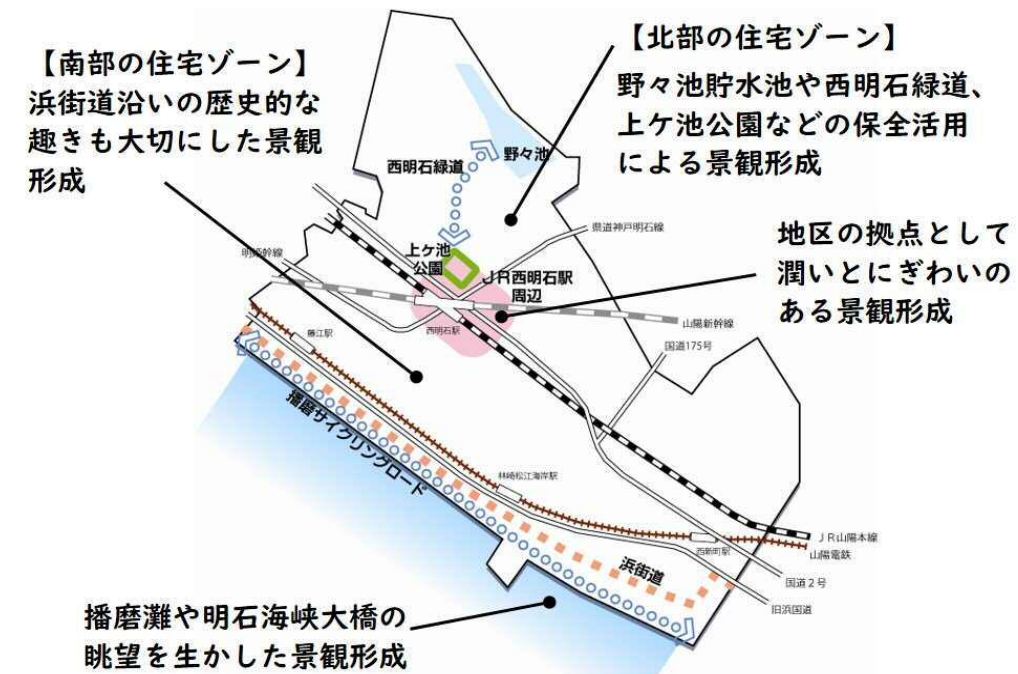 【南部の住宅ゾーン】
浜街道沿いの歴史的な
趣きも大切にした景観
形成
【北部の住宅ゾーン】
野々池貯水池や西明石緑道、
上ケ池公園などの保全活用
による景観形成
西明石緑道
野々池
県道神戸明石線
地区の拠点として
潤いとにぎわいの
ある景観形成
明姫幹線
上ケ池
公園
JR西明石駅
周辺
西明石駅
山陽新幹線
国道175号
藤江駅
播磨サイクリングロード
林崎松江海岸駅
西新町駅
JR山陽本線
山陽電鉄
浜街道
国道2号
旧浜国道
播磨灘や明石海峡大橋の
眺望を生かした景観形成